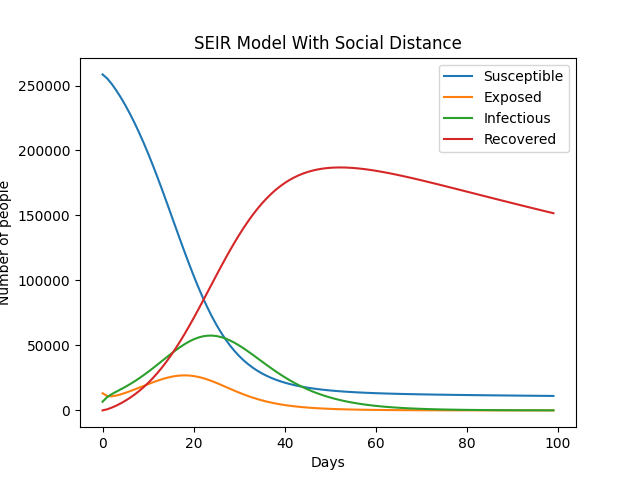 SEIR Model With Social Distance
Susceptible
Exposed
Infectious
Recovered
250000
200000
150000
100000
50000
0
Number of people
0 20 40 60 80 100
Days